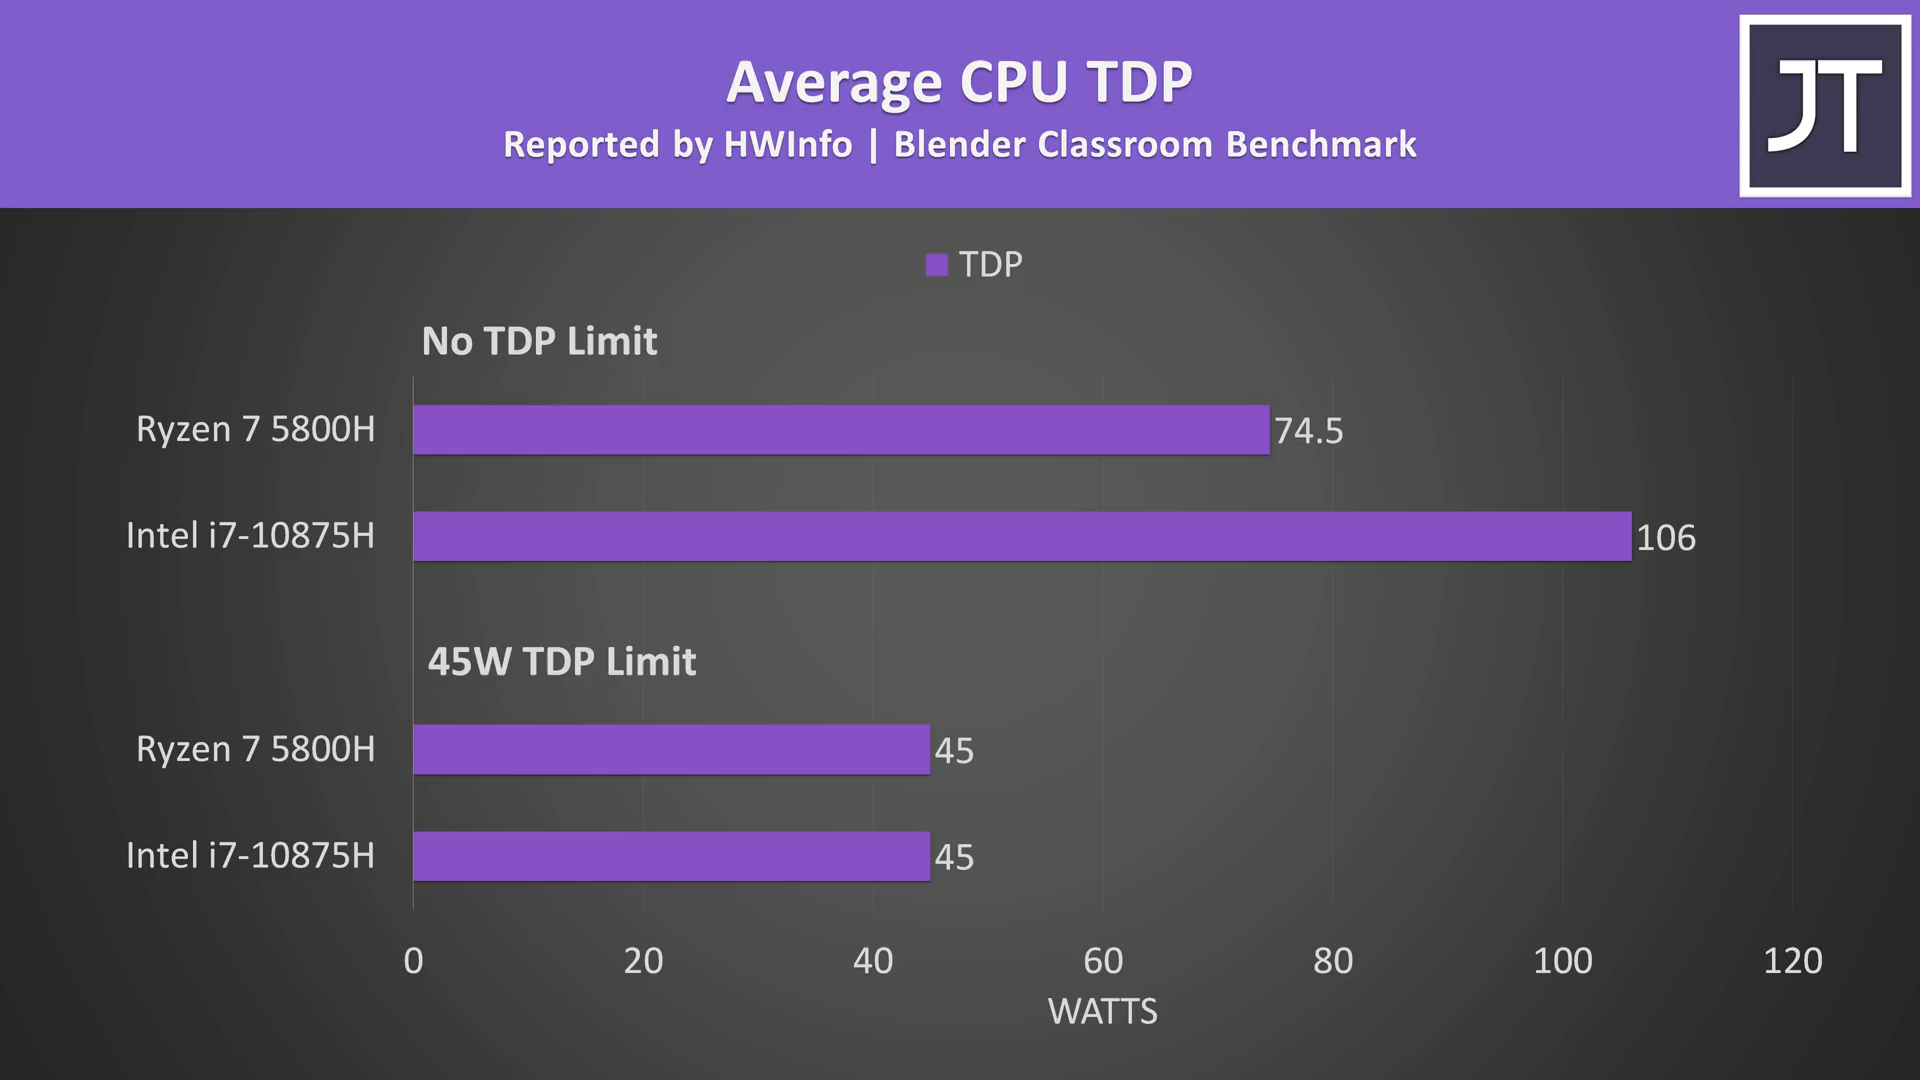 Average CPU TDP
Reported by HWInfo | Blender Classroom Benchmark
JT
TDP
No TDP Limit
Ryzen 7 5800H 74.5
Intel i7-10875H 106
45W TDP Limit
Ryzen 7 5800H 45
Intel i7-10875H 45
0 20 40 60 80 100 120
WATTS